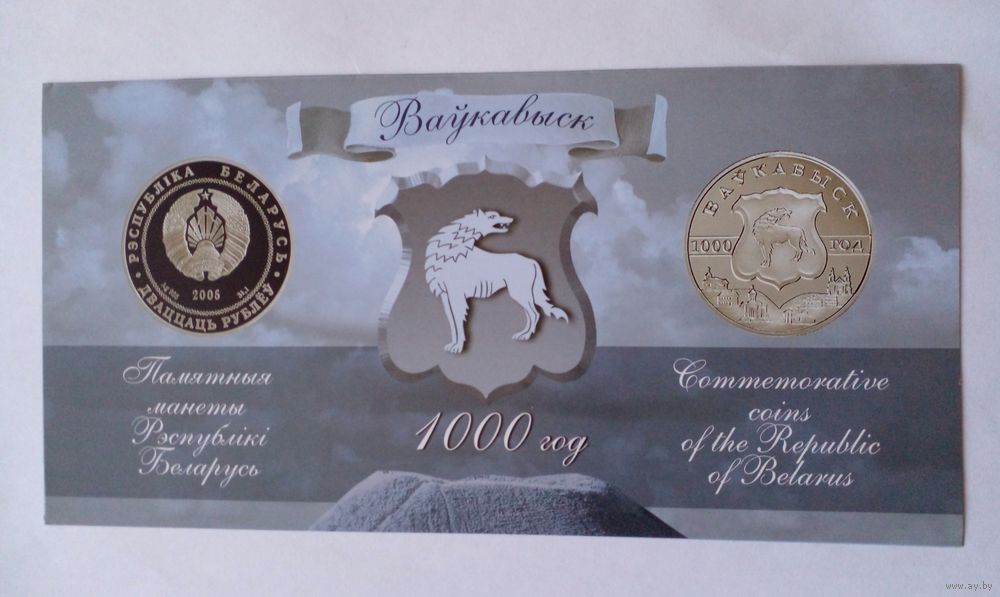 Ваўкавыск
РЭСПУБЛІКА БЕЛАРУСЬ
2005
ДВАЦЦАЦЬ РУБЛЁЎ
ВАЎКАВЫСК
1000 ГОД
Памятныя
манеты
Рэспублікі
Беларусь
1000 год
Commemorative
coins
of the Republic
of Belarus
www.ay.by